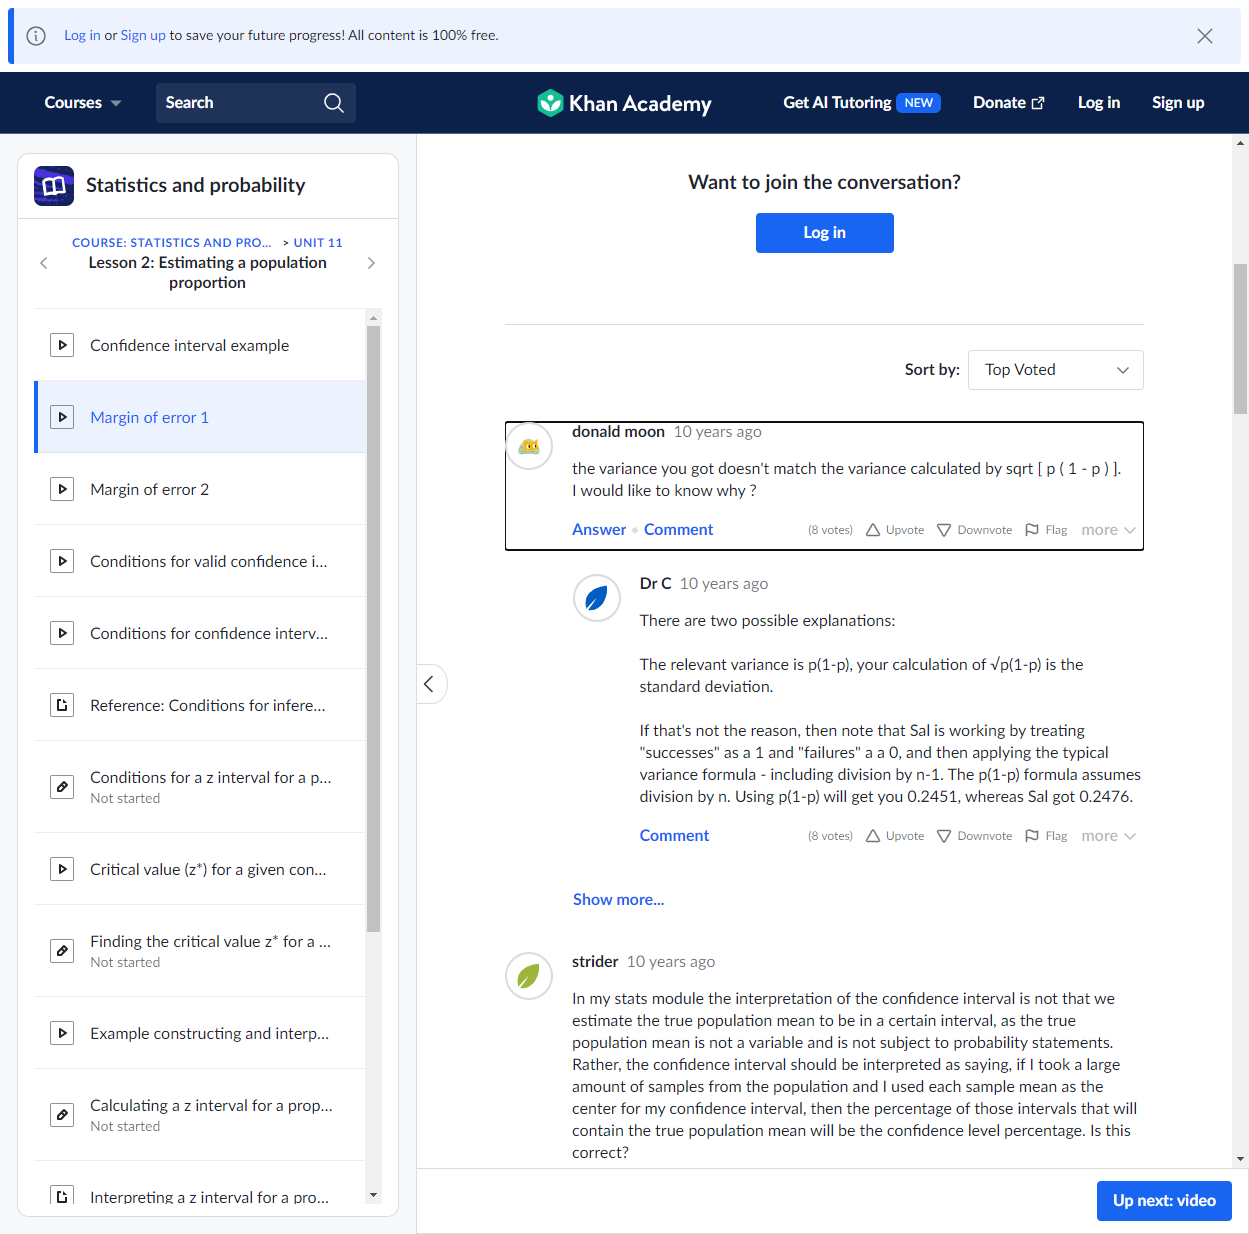 Log in or Sign up to save your future progress! All content is 100% free.
Courses
Search
Khan Academy
Get AI Tutoring NEW
Donate
Log in
Sign up
Statistics and probability
COURSE: STATISTICS AND PRO... > UNIT 11
Lesson 2: Estimating a population
proportion
Confidence interval example
Margin of error 1
Margin of error 2
Conditions for valid confidence i...
Conditions for confidence interv...
Reference: Conditions for infere...
Conditions for a z interval for a p...
Not started
Critical value (z*) for a given con...
Finding the critical value z* for a ...
Not started
Example constructing and interp...
Calculating a z interval for a prop...
Not started
Interpreting a z interval for a pro...
Want to join the conversation?
Log in
Sort by: Top Voted
donald moon 10 years ago
the variance you got doesn't match the variance calculated by sqrt [ p ( 1 - p ) ].
I would like to know why ?
Answer • Comment (8 votes) Upvote Downvote Flag more
Dr C 10 years ago
There are two possible explanations:
The relevant variance is p(1-p), your calculation of √p(1-p) is the
standard deviation.
If that's not the reason, then note that Sal is working by treating
"successes" as a 1 and "failures" a a 0, and then applying the typical
variance formula - including division by n-1. The p(1-p) formula assumes
division by n. Using p(1-p) will get you 0.2451, whereas Sal got 0.2476.
Comment (8 votes) Upvote Downvote Flag more
Show more...
strider 10 years ago
In my stats module the interpretation of the confidence interval is not that we
estimate the true population mean to be in a certain interval, as the true
population mean is not a variable and is not subject to probability statements.
Rather, the confidence interval should be interpreted as saying, if I took a large
amount of samples from the population and I used each sample mean as the
center for my confidence interval, then the percentage of those intervals that will
contain the true population mean will be the confidence level percentage. Is this
correct?
Up next: video